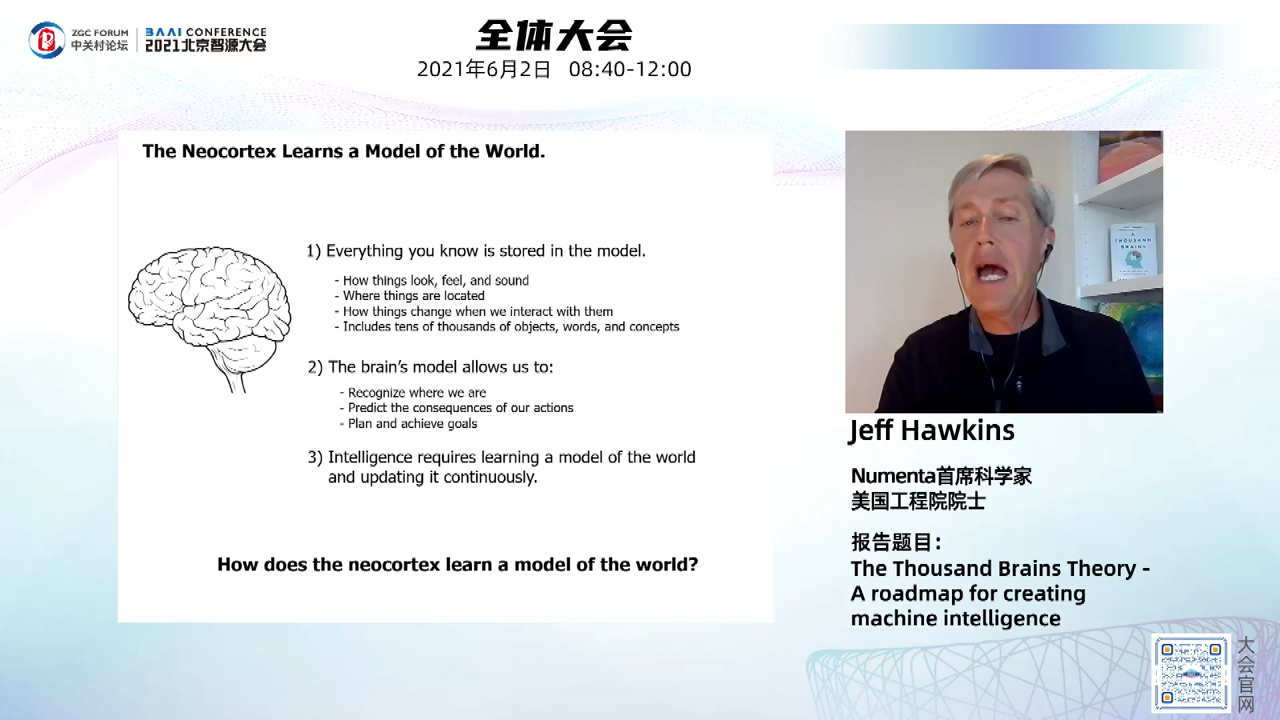 ZGC FORUM
中关村论坛
BAAI CONFERENCE
2021北京智源大会
全体大会
2021年6月2日 08:40-12:00
The Neocortex Learns a Model of the World.
1) Everything you know is stored in the model.
- How things look, feel, and sound
- Where things are located
- How things change when we interact with them
- Includes tens of thousands of objects, words, and concepts
2) The brain's model allows us to:
- Recognize where we are
- Predict the consequences of our actions
- Plan and achieve goals
3) Intelligence requires learning a model of the world
and updating it continuously.
How does the neocortex learn a model of the world?
A
THOUSAND
BRAINS
Jeff Hawkins
Numenta首席科学家
美国工程院院士
报告题目：
The Thousand Brains Theory -
A roadmap for creating
machine intelligence
大会官网